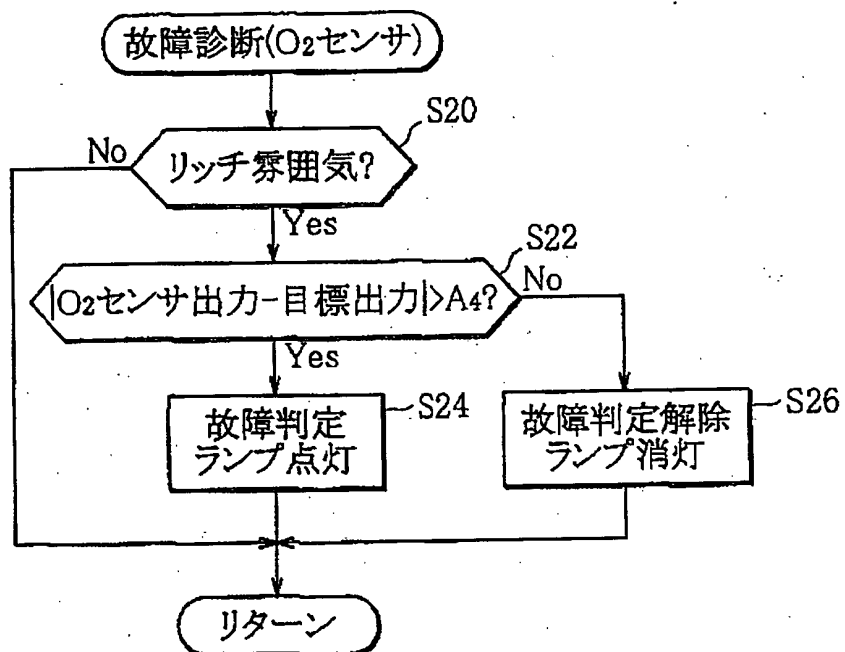 故障診断(O₂センサ)
S20
No
リッチ雰囲気?
Yes
S22
|O₂センサ出力-目標出力|>A₄?
No
Yes
故障判定
ランプ点灯
S24
故障判定解除
ランプ消灯
S26
リターン